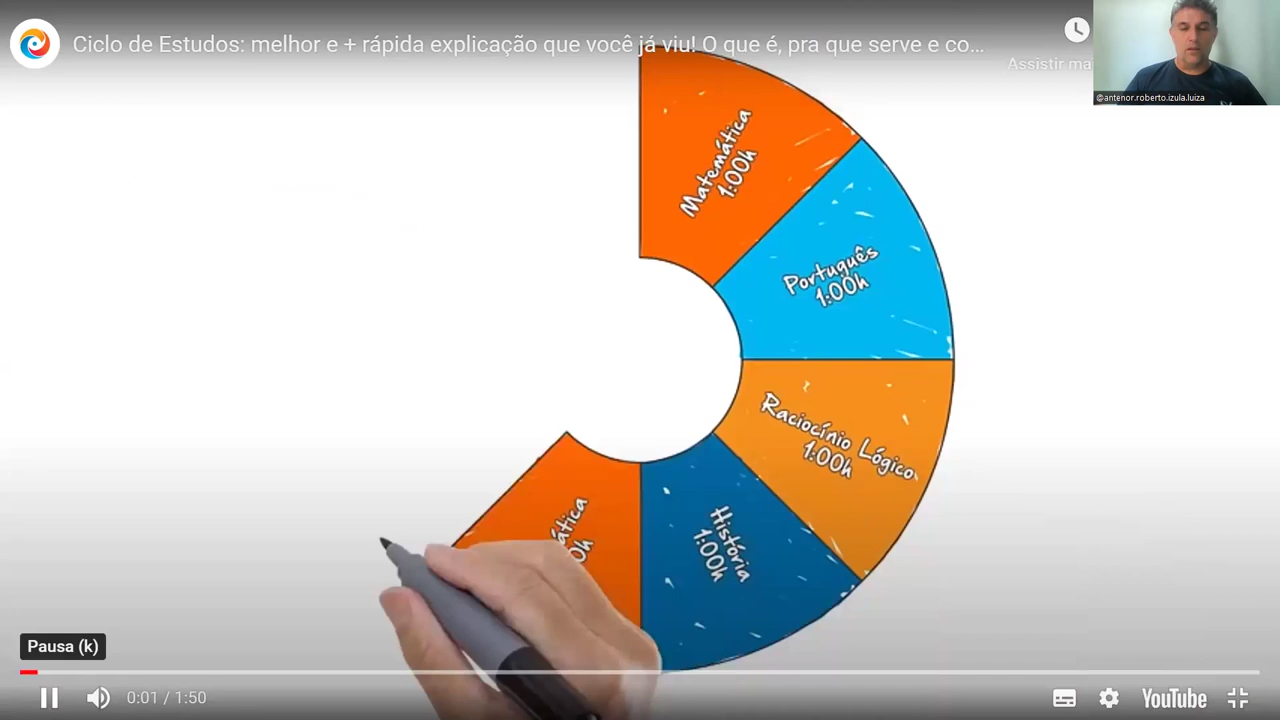 Ciclo de Estudos: melhor e + rápida explicação que você já viu! O que é, pra que serve e co...
Assistir ma
@antenor.roberto.izula.luiza
Matemática
1:00h
Português
1:00h
Raciocínio Lógico
1:00h
História
1:00h
ática
0h
Pausa (k)
0:01 / 1:50
YouTube